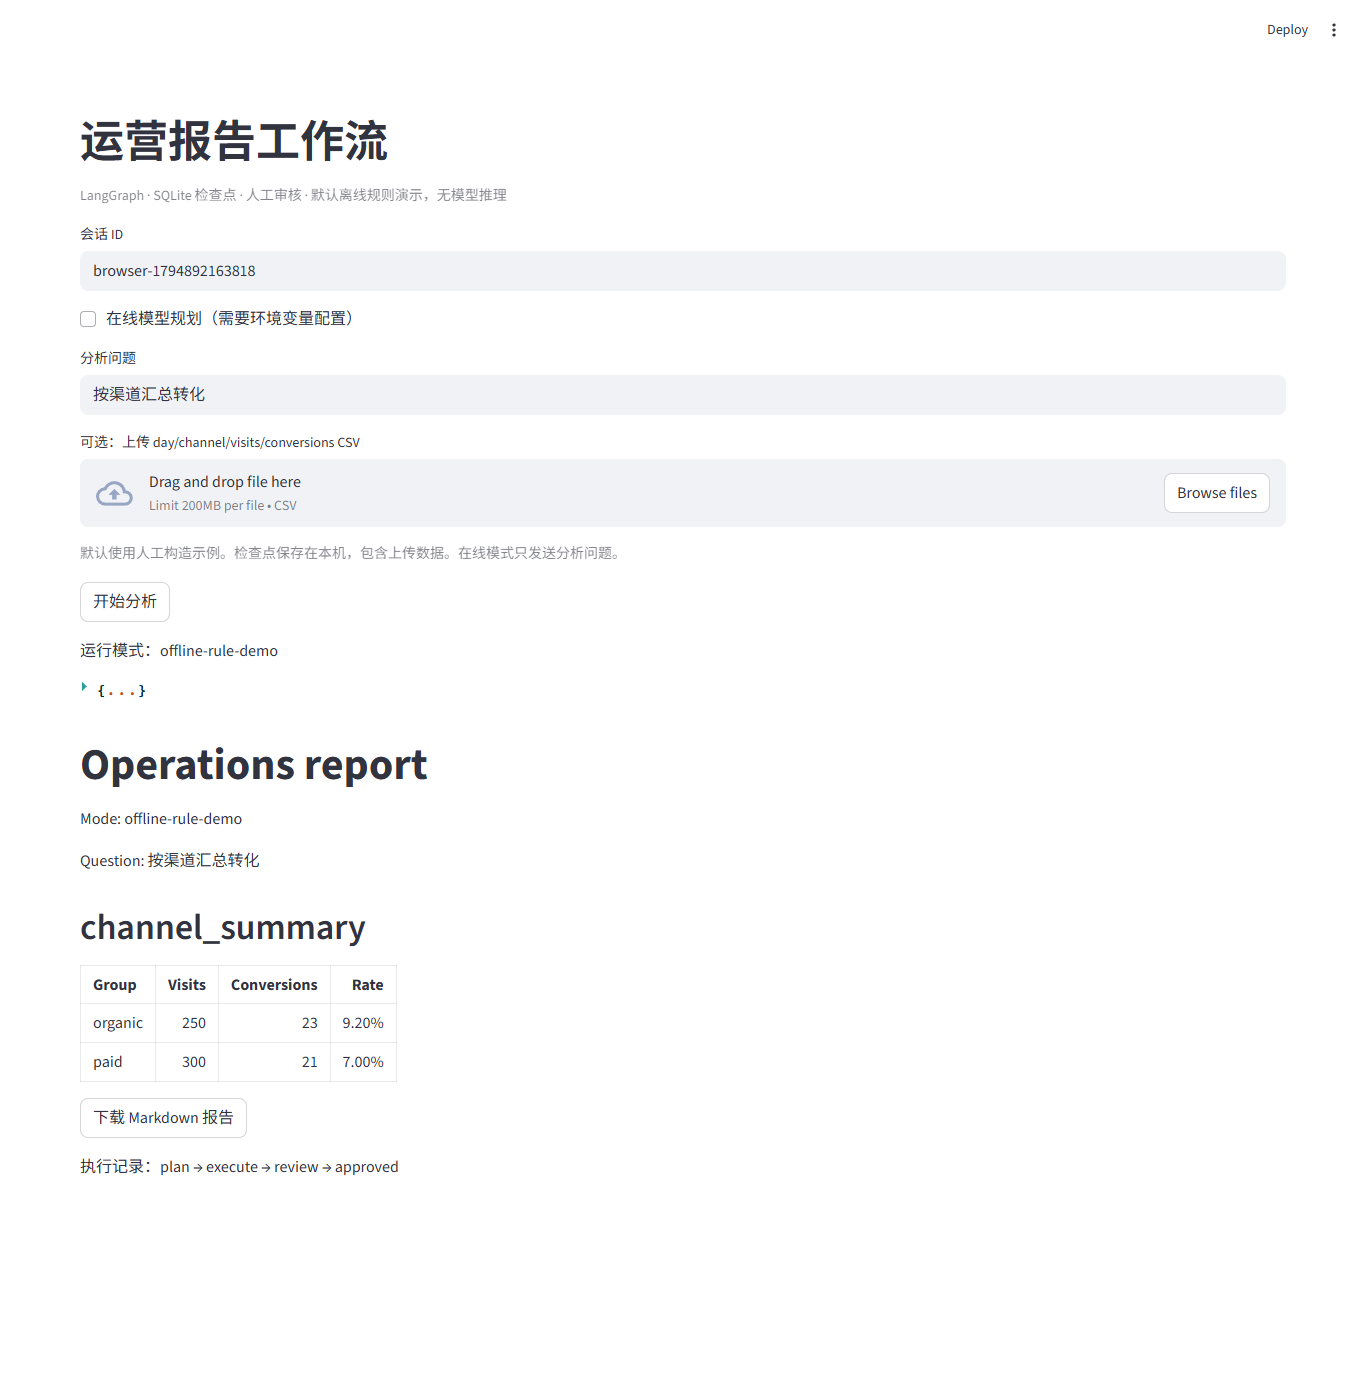 Deploy
运营报告工作流
LangGraph · SQLite 检查点 · 人工审核 · 默认离线规则演示，无模型推理
会话 ID
browser-1794892163818
在线模型规划（需要环境变量配置）
分析问题
按渠道汇总转化
可选：上传 day/channel/visits/conversions CSV
Drag and drop file here
Limit 200MB per file • CSV
Browse files
默认使用人工构造示例。检查点保存在本机，包含上传数据。在线模式只发送分析问题。
开始分析
运行模式：offline-rule-demo
{...}
Operations report
Mode: offline-rule-demo
Question: 按渠道汇总转化
channel_summary
Group Visits Conversions Rate
organic 250 23 9.20%
paid 300 21 7.00%
下载 Markdown 报告
执行记录：plan → execute → review → approved